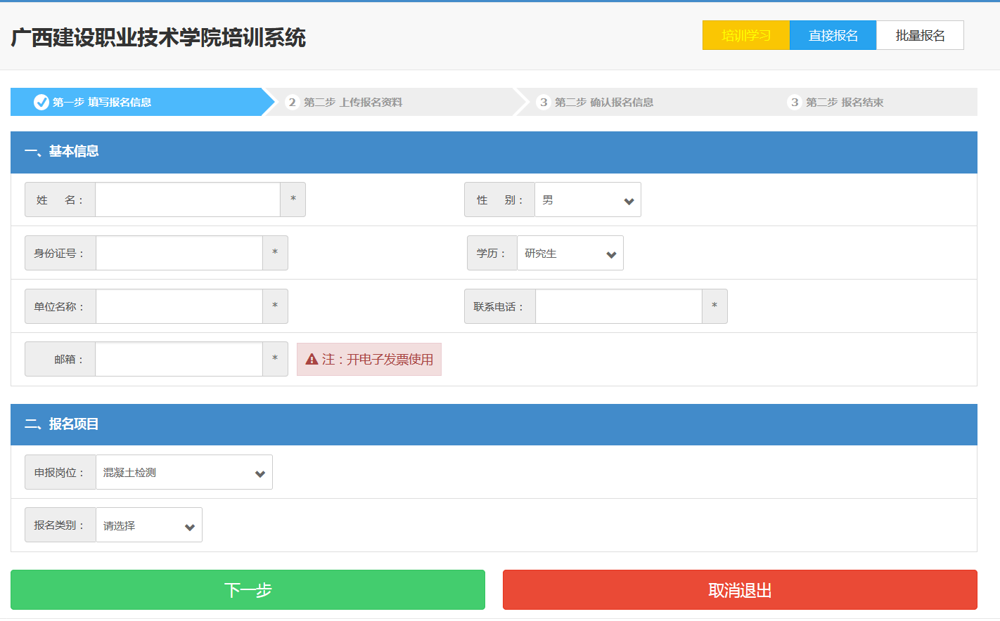 广西建设职业技术学院培训系统
培训学习 直接报名 批量报名
第一步 填写报名信息 2 第二步 上传报名资料 3 第二步 确认报名信息 3 第二步 报名结束
一、基本信息
姓 名： * 性 别： 男
身份证号： * 学历： 研究生
单位名称： * 联系电话： *
邮箱： * 注：开电子发票使用
二、报名项目
申报岗位： 混凝土检测
报名类别： 请选择
下一步 取消退出